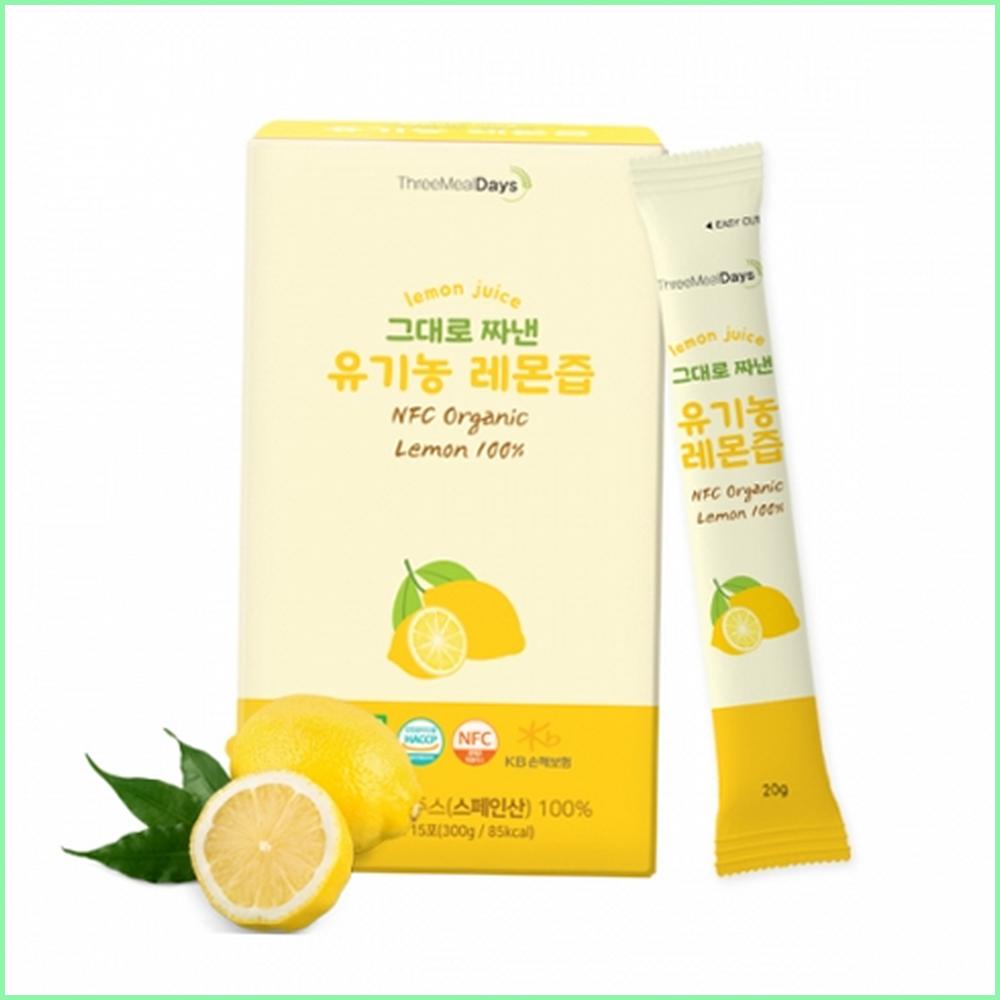 ThreeMealDays
lemon juice
그대로 짜낸
유기농 레몬즙
NFC Organic
Lemon 100%
HACCP
NFC
KB손해보험
스(스페인산) 100%
15포(300g / 85kcal)
EASY CUT
ThreeMealDays
lemon juice
그대로 짜낸
유기농
레몬즙
NFC Organic
Lemon 100%
20g